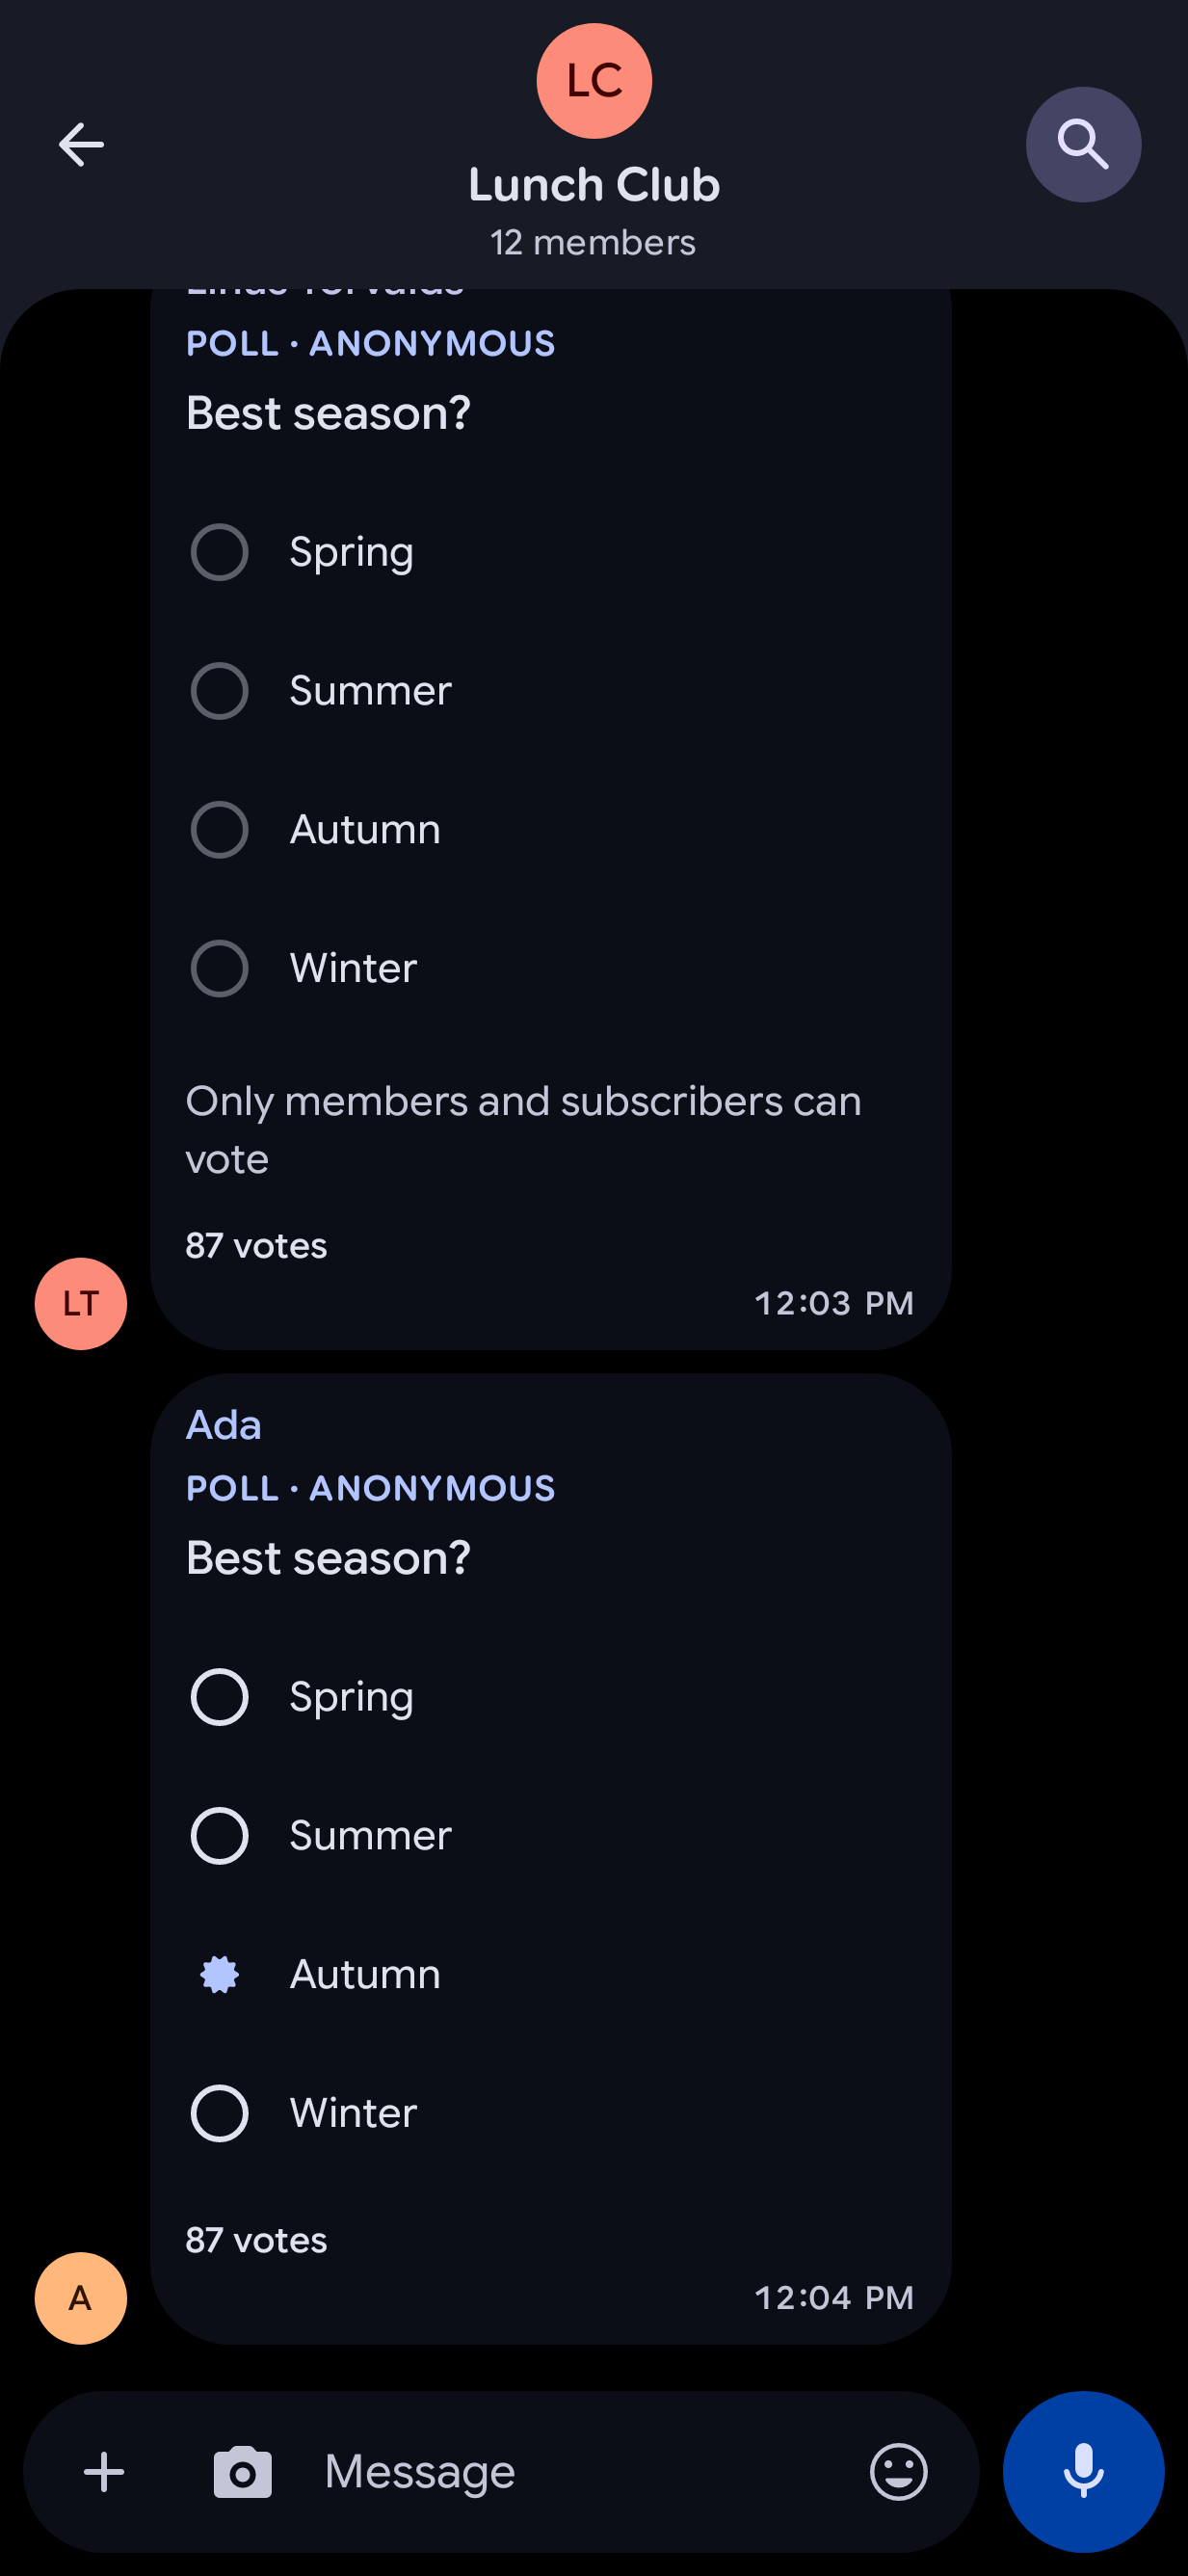 LC
Lunch Club
12 members
POLL · ANONYMOUS
Best season?
Spring
Summer
Autumn
Winter
Only members and subscribers can
vote
87 votes
LT
12:03 PM
Ada
POLL · ANONYMOUS
Best season?
Spring
Summer
Autumn
Winter
87 votes
A
12:04 PM
Message